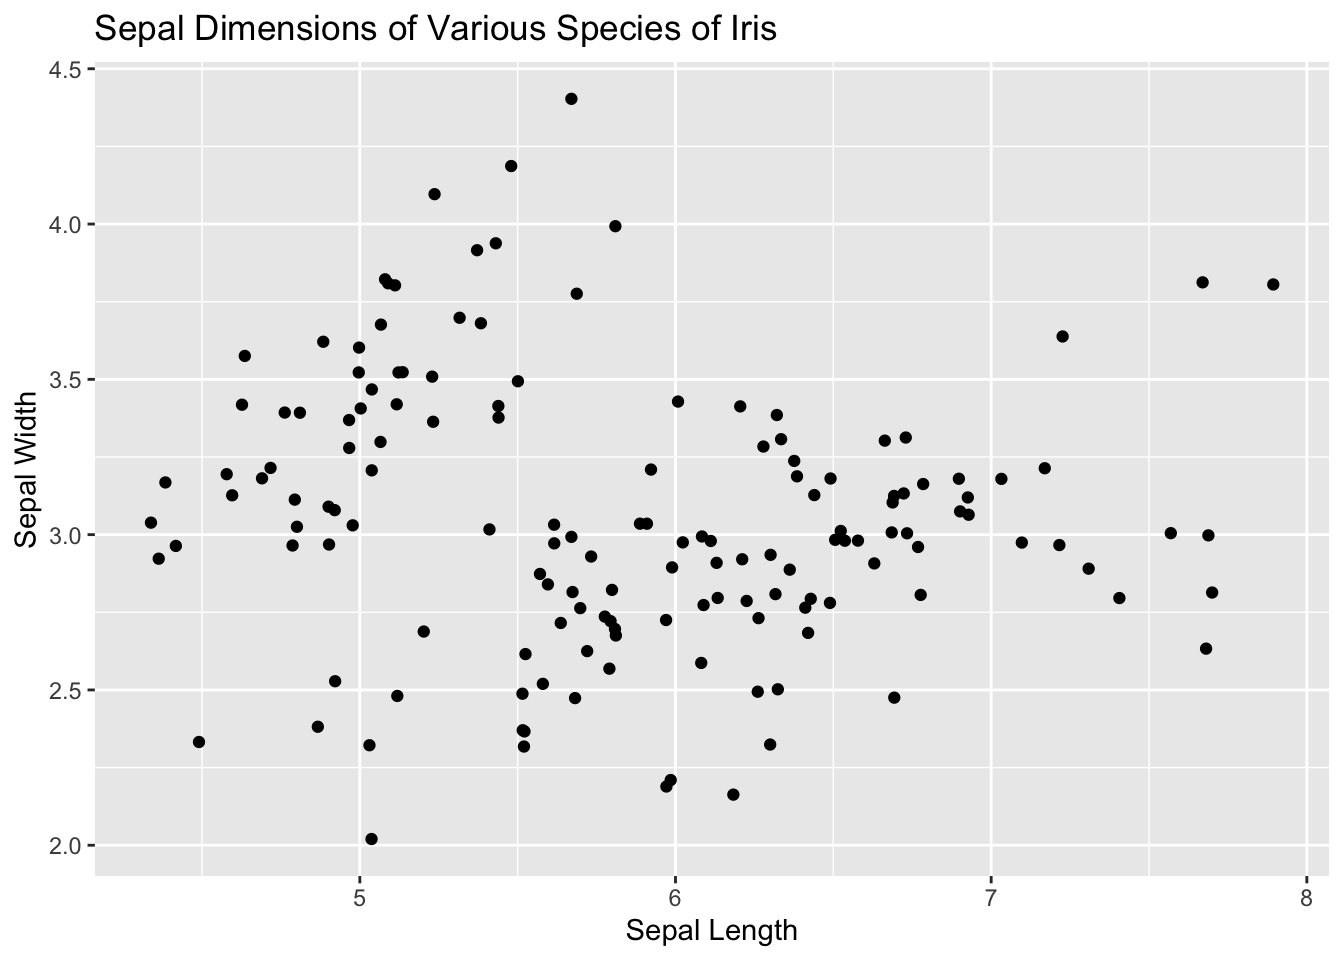 Sepal Dimensions of Various Species of Iris
4.5
4.0
3.5
3.0
2.5
2.0
Sepal Width
5 6 7 8
Sepal Length